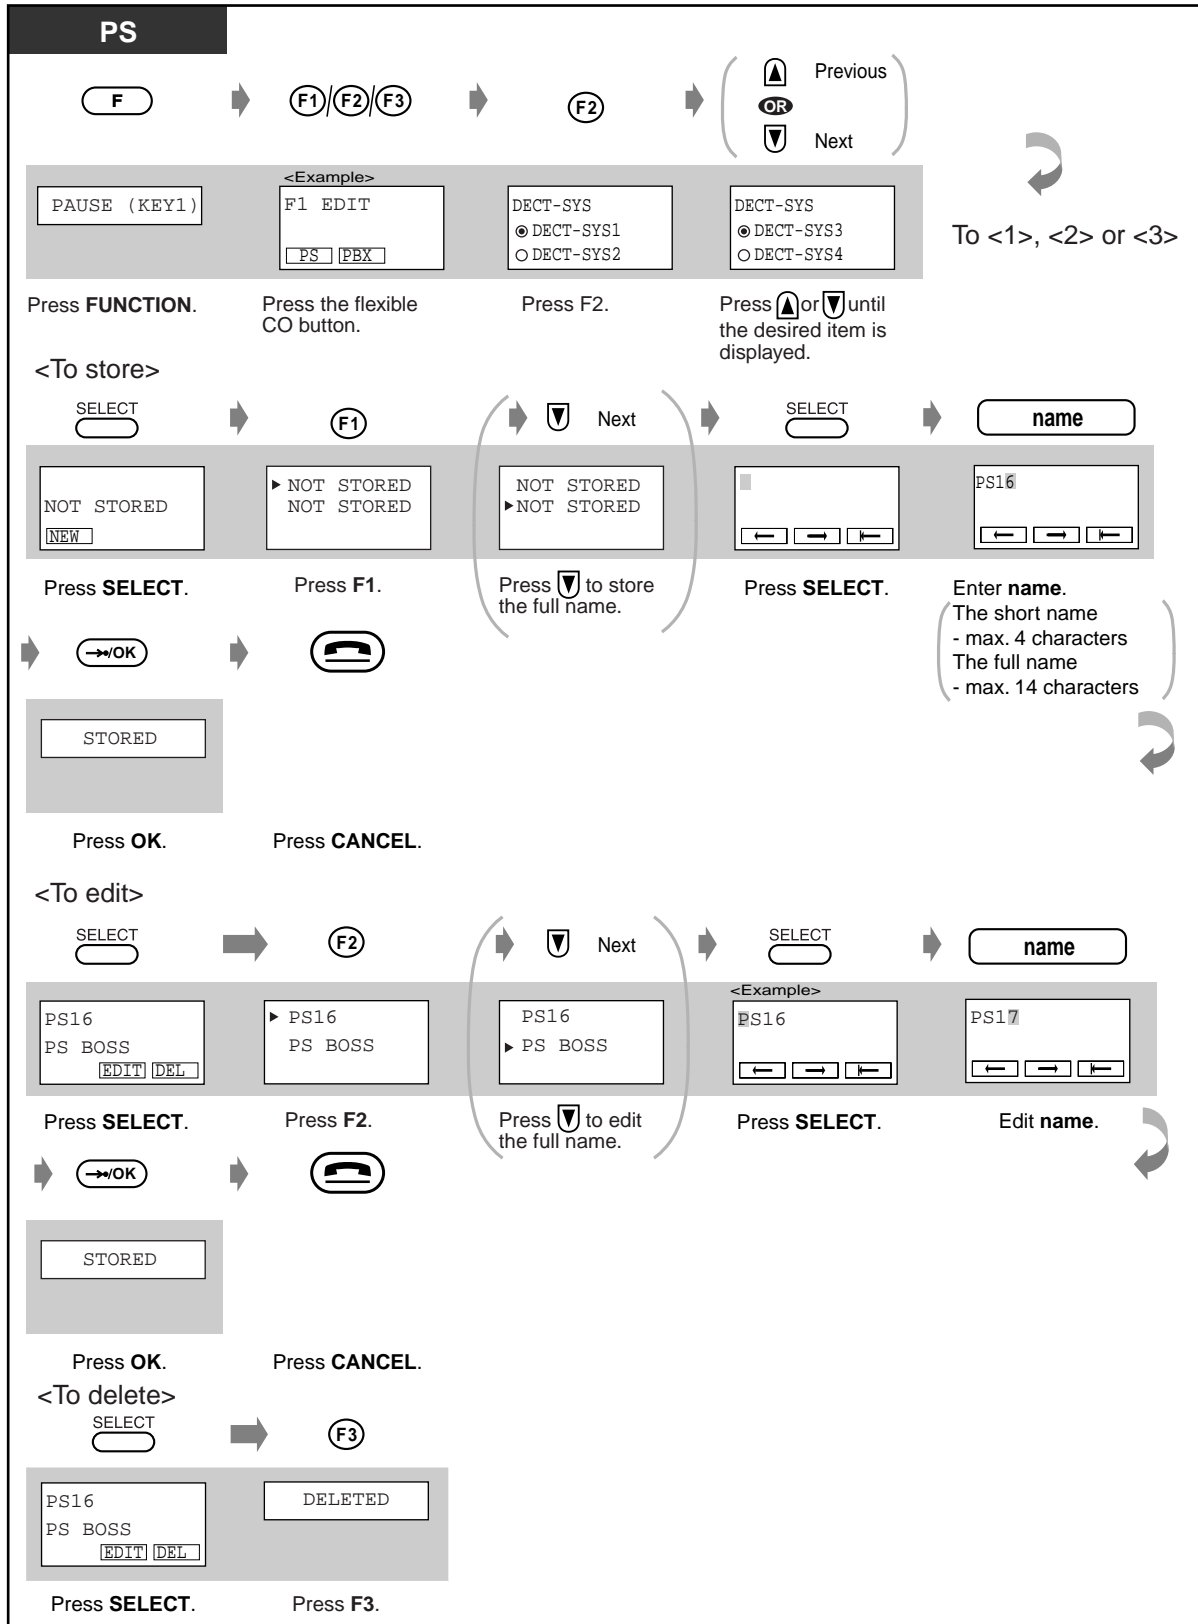 PS
F
F1/F2/F3
F2
Previous
OR
Next
PAUSE (KEY1)
<Example>
F1 EDIT
PS PBX
DECT-SYS
DECT-SYS1
DECT-SYS2
DECT-SYS
DECT-SYS3
DECT-SYS4
To <1>, <2> or <3>
Press FUNCTION.
Press the flexible
CO button.
Press F2.
Press or until
the desired item is
displayed.
<To store>
SELECT
F1
Next
SELECT
name
NOT STORED
NEW
NOT STORED
NOT STORED
NOT STORED
NOT STORED
PS16
Press SELECT.
Press F1.
Press to store
the full name.
Press SELECT.
Enter name.
The short name
- max. 4 characters
The full name
- max. 14 characters
/OK
STORED
Press OK.
Press CANCEL.
<To edit>
SELECT
F2
Next
SELECT
name
PS16
PS BOSS
EDIT DEL
PS16
PS BOSS
PS16
PS BOSS
<Example>
PS16
PS17
Press SELECT.
Press F2.
Press to edit
the full name.
Press SELECT.
Edit name.
/OK
STORED
Press OK.
Press CANCEL.
<To delete>
SELECT
F3
PS16
PS BOSS
EDIT DEL
DELETED
Press SELECT.
Press F3.